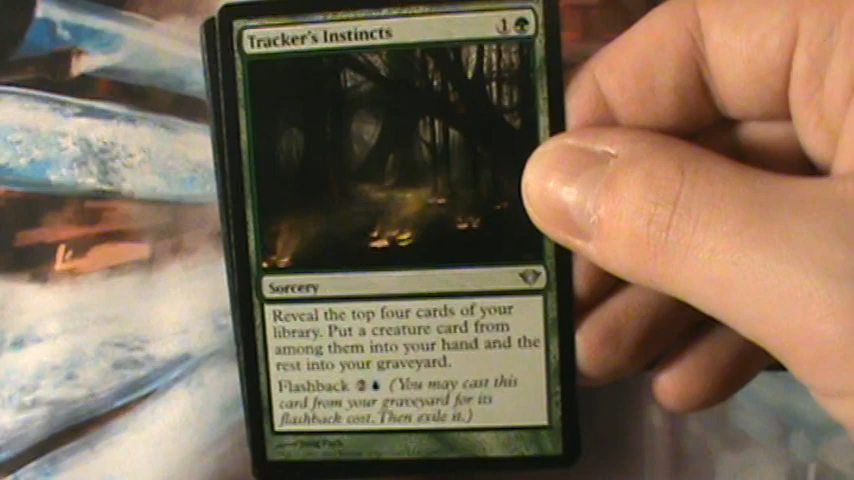 Tracker's Instincts 1
Sorcery
Reveal the top four cards of your
library. Put a creature card from
among them into your hand and the
rest into your graveyard.
Flashback 2 (You may cast this
card from your graveyard for its
flashback cost. Then exile it.)